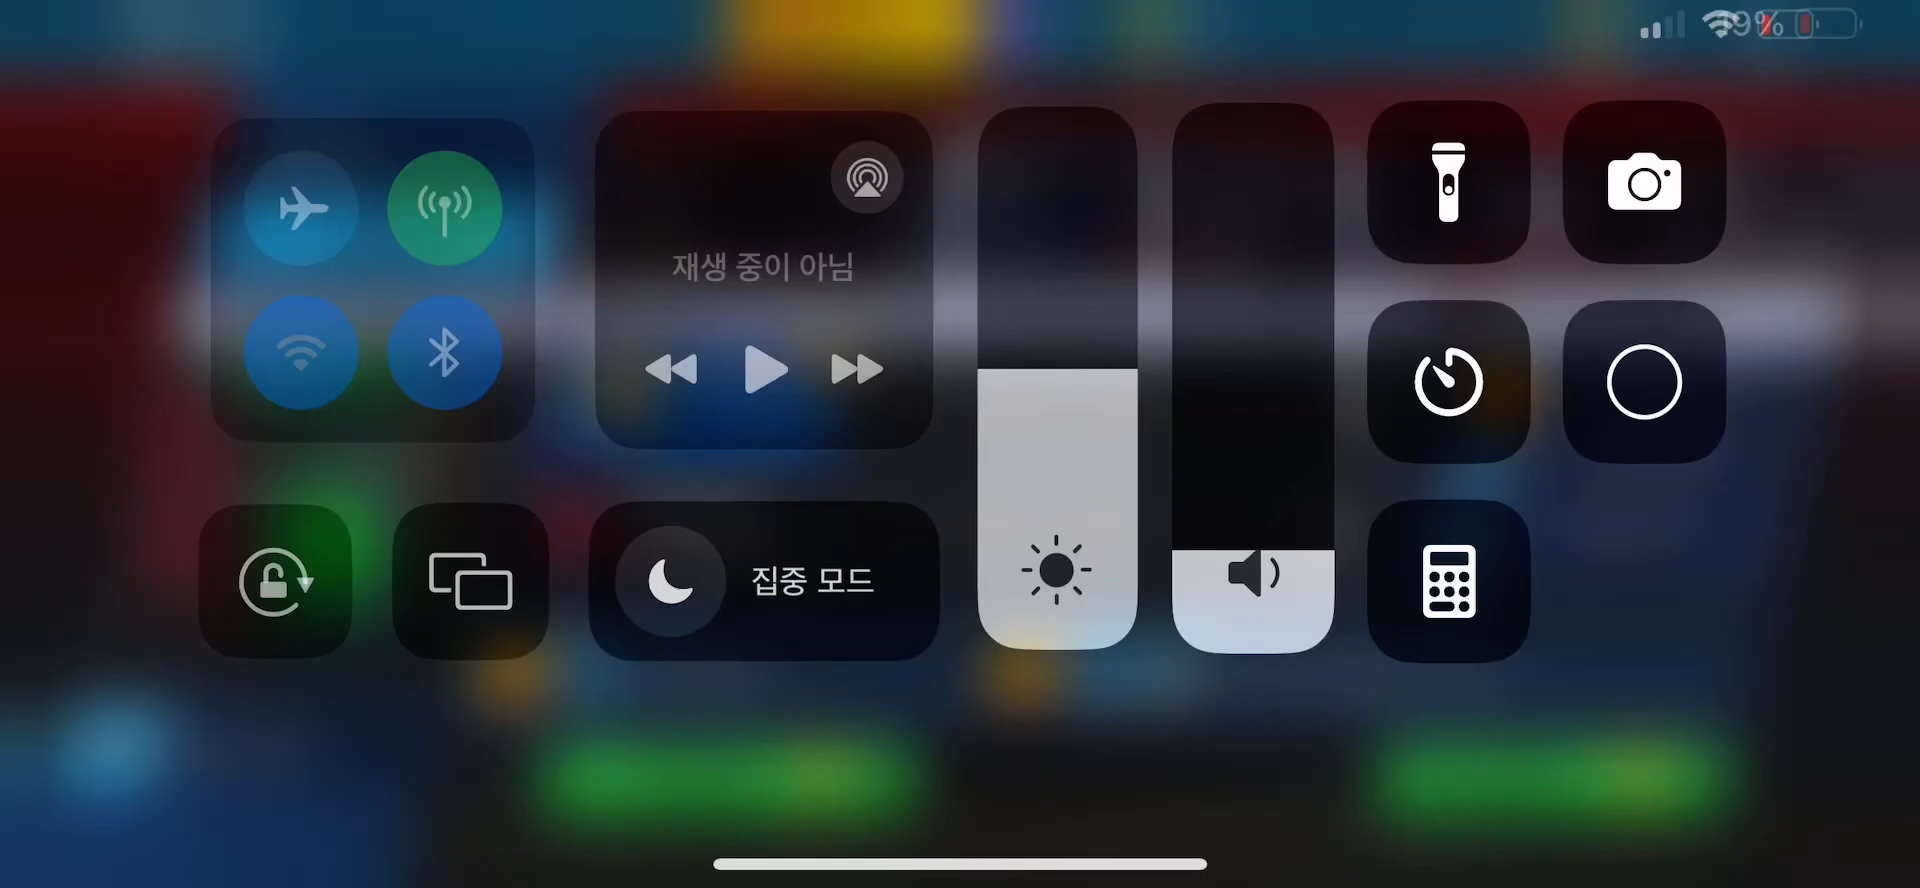 재생 중이 아님
집중 모드